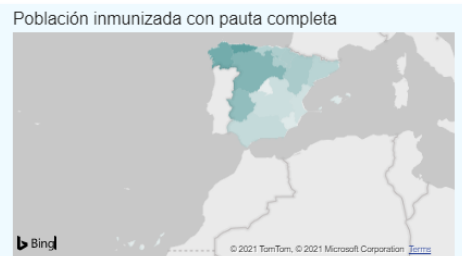 Población inmunizada con pauta completa
Bing
© 2021 TomTom, © 2021 Microsoft Corporation Terms